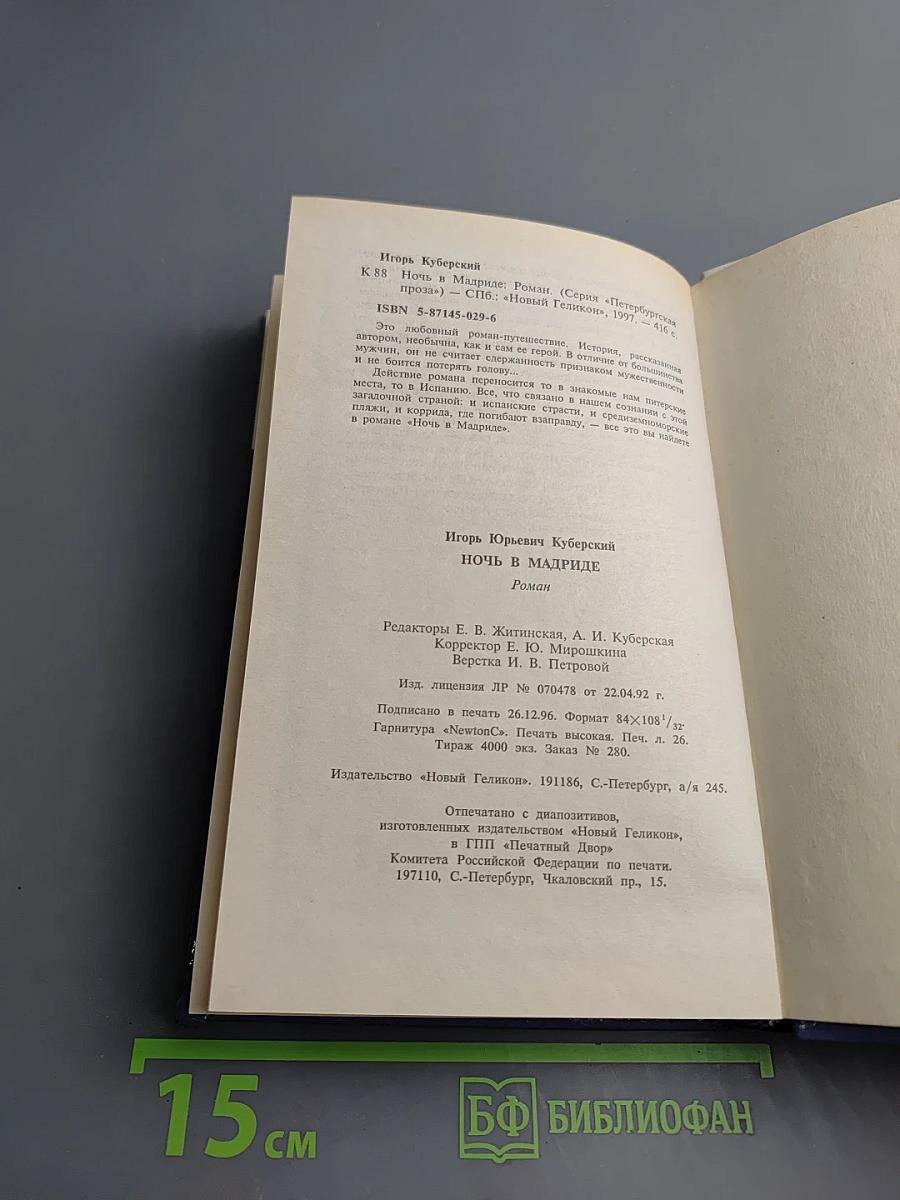 Игорь Куберский
К 88 Ночь в Мадриде: Роман. (Серия «Петербургская
проза») — СПб.: «Новый Геликон», 1997. — 416 с.
ISBN 5-87145-029-6
Это любовный роман-путешествие. История, рассказанная
автором, необычна, как и сам ее герой. В отличие от большинства
мужчин, он не считает сдержанность признаком мужественности
и не боится потерять голову...
Действие романа переносится то в знакомые нам питерские
места, то в Испанию. Все, что связано в нашем сознании с этой
загадочной страной: и испанские страсти, и средиземноморские
пляжи, и коррида, где погибают взаправду, — все это вы найдете
в романе «Ночь в Мадриде».
Игорь Юрьевич Куберский
НОЧЬ В МАДРИДЕ
Роман
Редакторы Е. В. Житинская, А. И. Куберская
Корректор Е. Ю. Мирошкина
Верстка И. В. Петровой
Изд. лицензия ЛР № 070478 от 22.04.92 г.
Подписано в печать 26.12.96. Формат 84×108 1/32.
Гарнитура «NewtonC». Печать высокая. Печ. л. 26.
Тираж 4000 экз. Заказ № 280.
Издательство «Новый Геликон». 191186, С.-Петербург, а/я 245.
Отпечатано с диапозитивов,
изготовленных издательством «Новый Геликон»,
в ГПП «Печатный Двор»
Комитета Российской Федерации по печати.
197110, С.-Петербург, Чкаловский пр., 15.
15 см
БФ БИБЛИОФАН